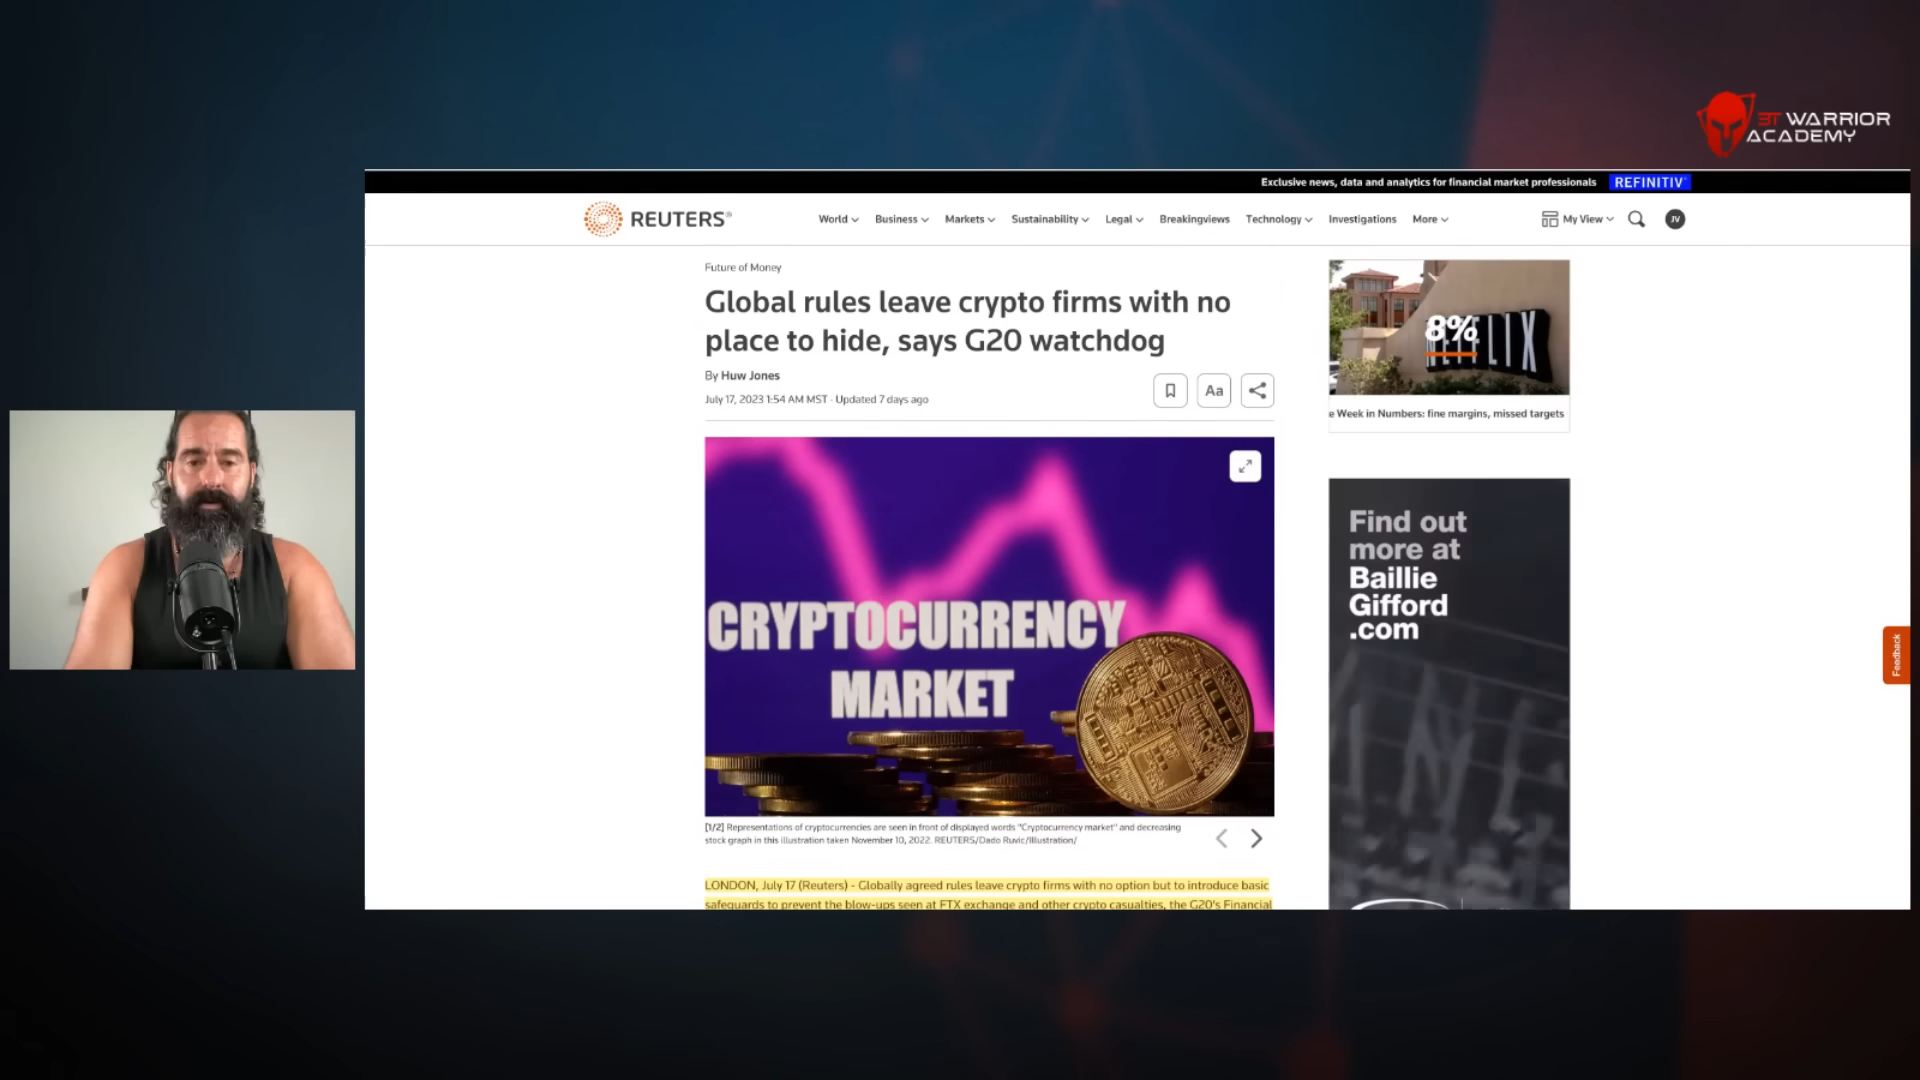 3T WARRIOR
ACADEMY
Exclusive news, data and analytics for financial market professionals REFINITIV
REUTERS®
World Business Markets Sustainability Legal Breakingviews Technology Investigations More
My View
JV
Future of Money
Global rules leave crypto firms with no
place to hide, says G20 watchdog
By Huw Jones
July 17, 2023 1:54 AM MST · Updated 7 days ago
Aa
8%
NETFLIX
e Week in Numbers: fine margins, missed targets
CRYPTOCURRENCY
MARKET
[1/2] Representations of cryptocurrencies are seen in front of displayed words "Cryptocurrency market" and decreasing
stock graph in this illustration taken November 10, 2022. REUTERS/Dado Ruvic/Illustration/
LONDON, July 17 (Reuters) - Globally agreed rules leave crypto firms with no option but to introduce basic
safeguards to prevent the blow-ups seen at FTX exchange and other crypto casualties, the G20's Financial
Find out
more at
Baillie
Gifford
.com
Feedback